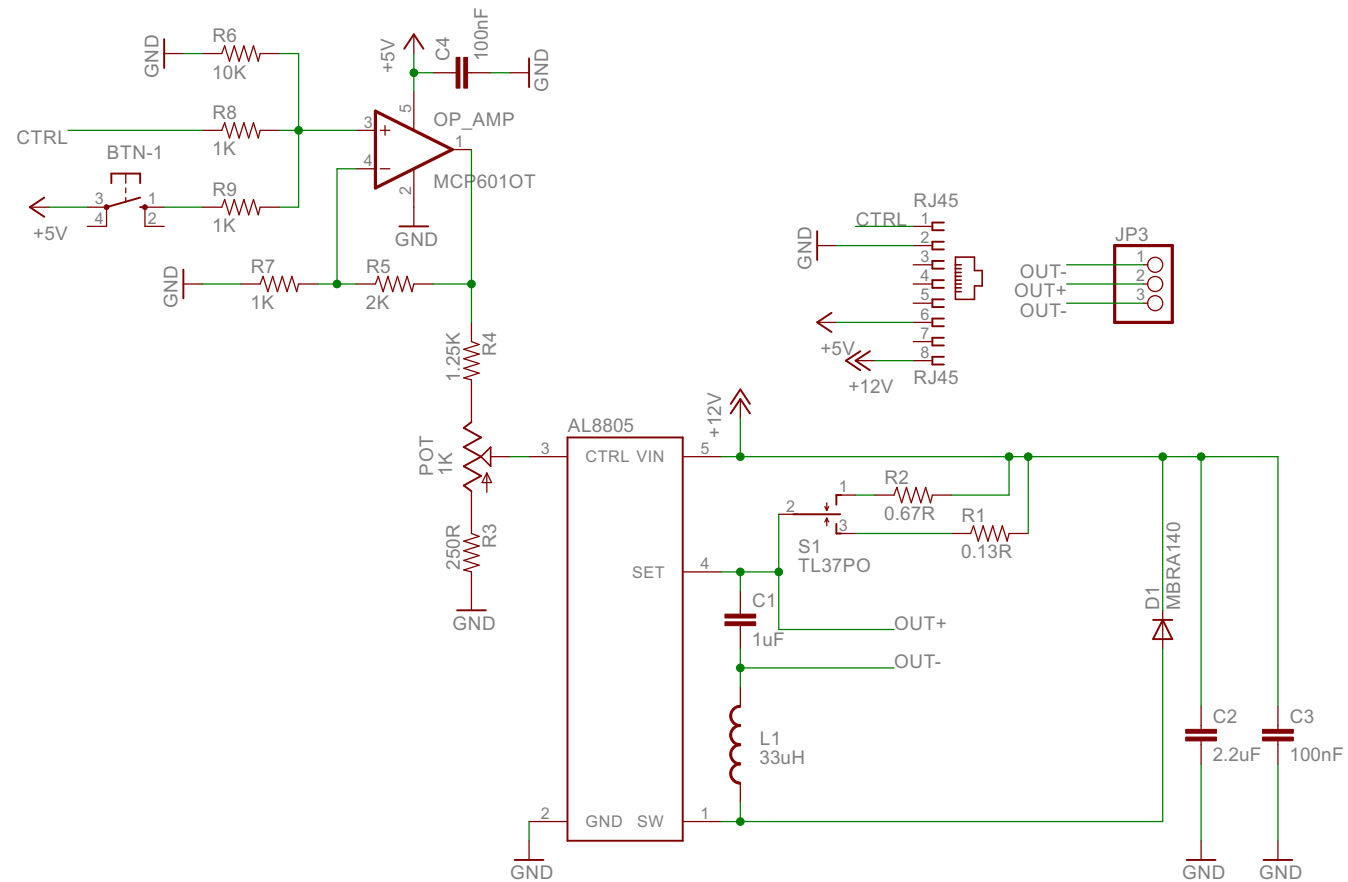 R6
GND
10K
R8
CTRL
1K
BTN-1
3
1
4
2
+5V
R9
1K
+5V
C4
100nF
GND
5
OP_AMP
3
+
1
4
-
MCP601OT
2
GND
R7
GND
1K
R5
2K
1.25K
R4
POT
1K
250R
R3
GND
RJ45
CTRL
1
GND
2
3
4
5
6
+5V
7
8
+12V
RJ45
JP3
OUT-
1
OUT+
2
OUT-
3
AL8805
3
CTRL
VIN
5
+12V
SET
4
2
GND
SW
1
GND
2
1
3
S1
TL37PO
R2
0.67R
R1
0.13R
C1
1uF
OUT+
OUT-
L1
33uH
D1
MBRA140
C2
2.2uF
GND
C3
100nF
GND